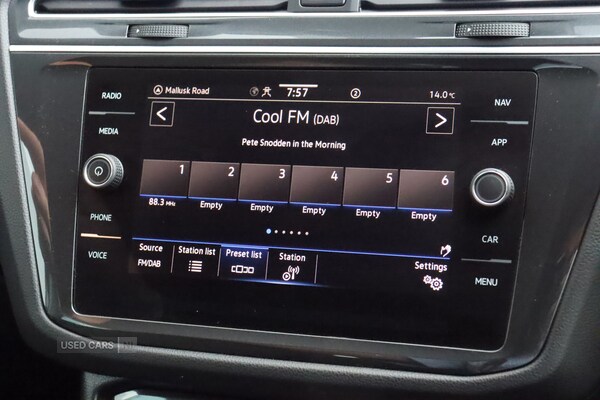 RADIO
MEDIA
PHONE
VOICE
Mallusk Road
7:57
2
14.0°C
Cool FM (DAB)
Pete Snodden in the Morning
1 2 3 4 5 6
88.3 MHz Empty Empty Empty Empty Empty
Source Station list Preset list Station Settings
FM/DAB
NAV
APP
CAR
MENU
USED CARS